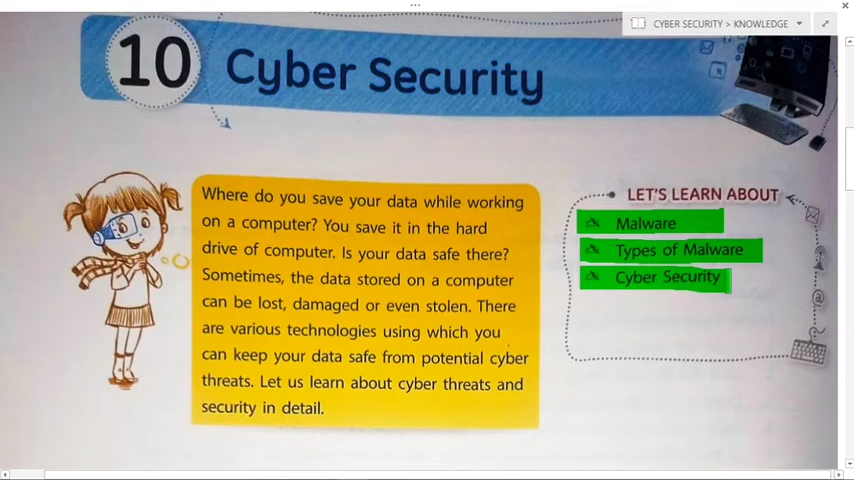 CYBER SECURITY > KNOWLEDGE
10 Cyber Security
Where do you save your data while working
on a computer? You save it in the hard
drive of computer. Is your data safe there?
Sometimes, the data stored on a computer
can be lost, damaged or even stolen. There
are various technologies using which you
can keep your data safe from potential cyber
threats. Let us learn about cyber threats and
security in detail.
LET'S LEARN ABOUT
Malware
Types of Malware
Cyber Security